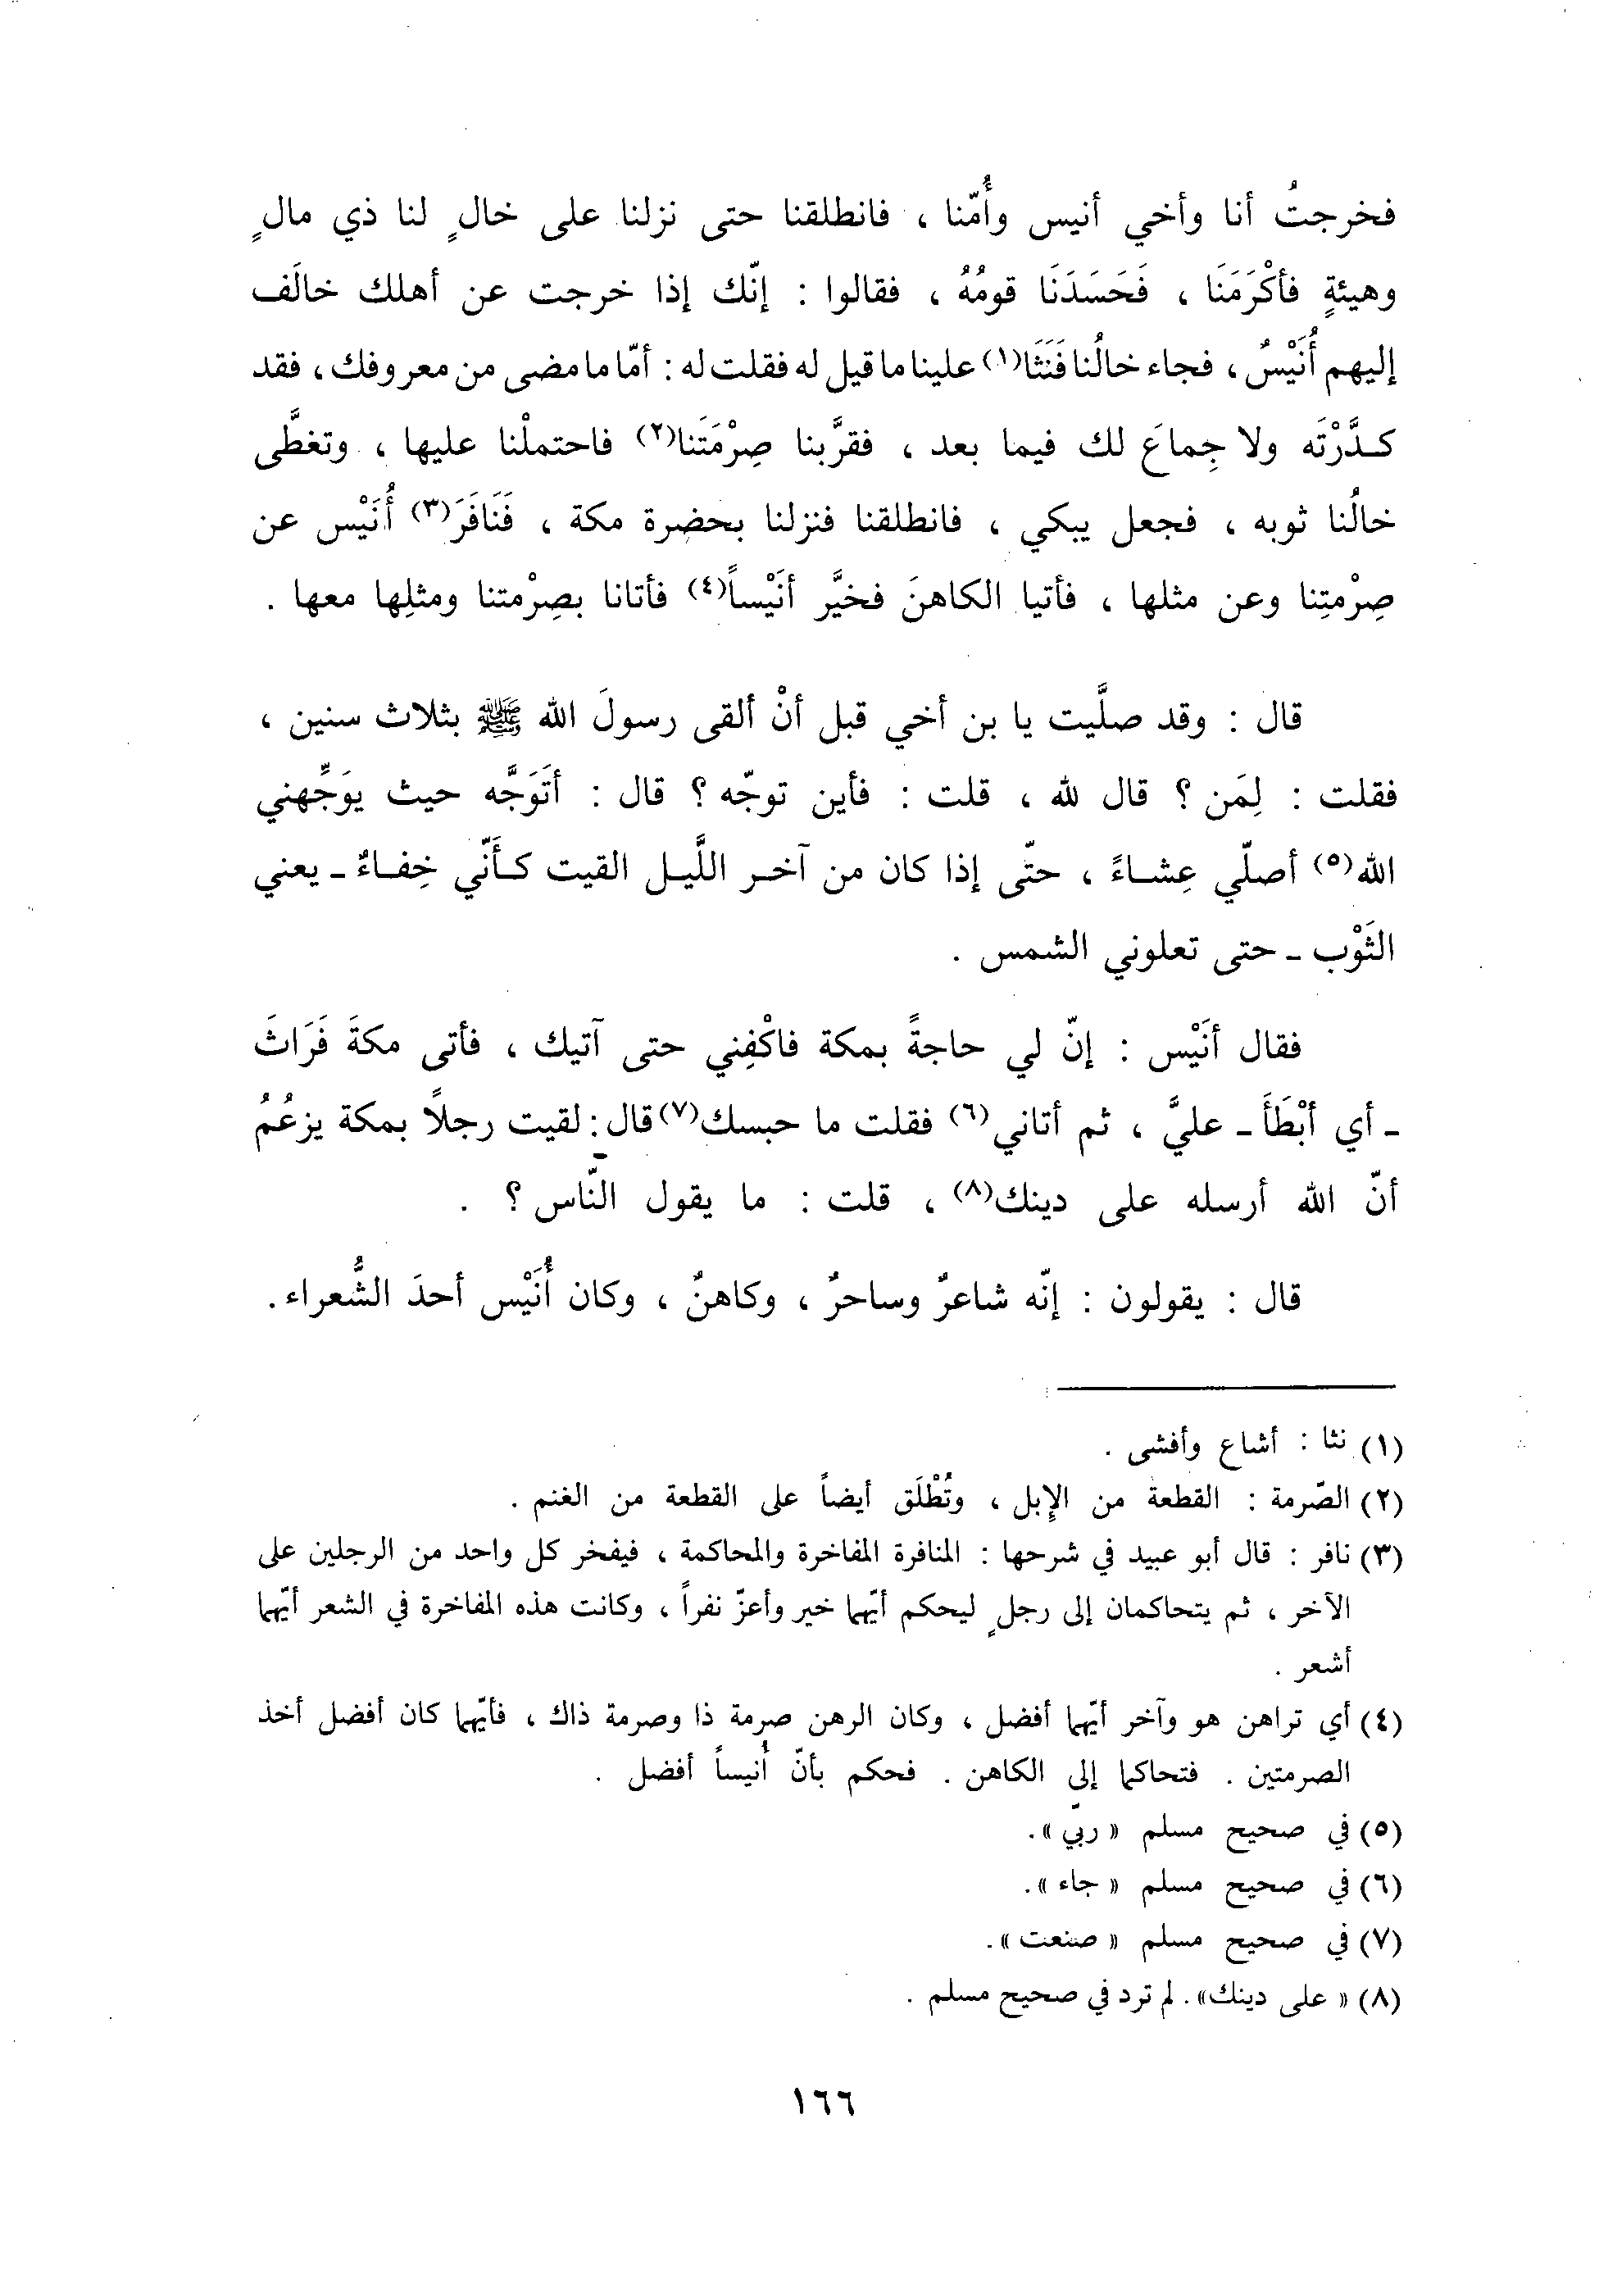 فخرجتُ أنا وأخي أنيس وأُمّنا ، فانطلقنا حتى نزلنا على خالٍ لنا ذي مالٍ
وهيئةٍ فأكْرَمَنَا ، فَحَسَدَنَا قومُهُ ، فقالوا : إنّك إذا خرجت عن أهلك خالَف
إليهم أُنَيْسٌ ، فجاء خالُنا فَنَثَا(١) علينا ما قيل له فقلت له : أمّا ما مضى من معروفك ، فقد
كـدَّرْتَه ولا جِماعَ لك فيما بعد ، فقرَّبنا صِرْمَتَنا(٢) فاحتملْنا عليها ، وتغطَّى
خالُنا ثوبه ، فجعل يبكي ، فانطلقنا فنزلنا بحضرة مكة ، فَنَافَرَ(٣) أُنَيْس عن
صِرْمتِنا وعن مثلها ، فأتيا الكاهنَ فخيَّر أنَيْساً(٤) فأتانا بصِرْمتنا ومثلِها معها .
قال : وقد صلَّيت يا بن أخي قبل أنْ ألقى رسولَ الله ﷺ بثلاث سنين ،
فقلت : لِمَن ؟ قال لله ، قلت : فأين توجّه ؟ قال : أتَوَجَّه حيث يوَجِّهني
الله(٥) أصلّي عِشـاءً ، حتّى إذا كان من آخـر اللَّيـل القيت كـأَنّي خِفـاءٌ ـ يعني
الثَوْب ـ حتى تعلوني الشمس .
فقال أنَيْس : إنّ لي حاجةً بمكة فاكْفِني حتى آتيك ، فأتى مكةَ فَرَاثَ
ـ أي أبْطَأَ ـ عليَّ ، ثم أتاني(٦) فقلت ما حبسك(٧) قال : لقيت رجلًا بمكة يزعُمُ
أنّ الله أرسله على دينك(٨) ، قلت : ما يقول النّاس ؟ .
قال : يقولون : إنّه شاعرٌ وساحرٌ ، وكاهنٌ ، وكان أُنَيْس أحدَ الشُّعراء .
(١) نثا : أشاع وأفشى .
(٢) الصّرمة : القطعة من الإبل ، وتُطْلَق أيضاً على القطعة من الغنم .
(٣) نافر : قال أبو عبيد في شرحها : المنافرة المفاخرة والمحاكمة ، فيفخر كل واحد من الرجلين على
الآخر ، ثم يتحاكمان إلى رجلٍ ليحكم أيّهما خير وأعزّ نفراً ، وكانت هذه المفاخرة في الشعر أيّهما
أشعر .
(٤) أي تراهن هو وآخر أيّهما أفضل ، وكان الرهن صرمة ذا وصرمة ذاك ، فأيّهما كان أفضل أخذ
الصرمتين . فتحاكما إلى الكاهن . فحكم بأنّ أُنيساً أفضل .
(٥) في صحيح مسلم « ربّي » .
(٦) في صحيح مسلم « جاء » .
(٧) في صحيح مسلم « صنعت » .
(٨) « على دينك » . لم ترد في صحيح مسلم .
١٦٦